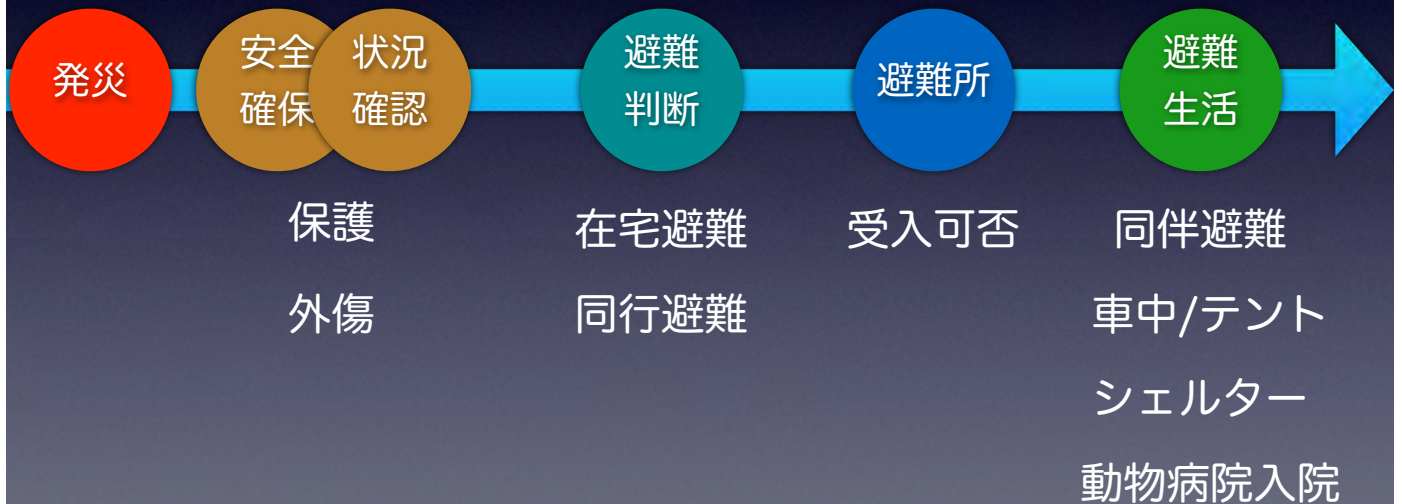 発災
安全
確保
状況
確認
避難
判断
避難所
避難
生活
保護
外傷
在宅避難
同行避難
受入可否
同伴避難
車中/テント
シェルター
動物病院入院